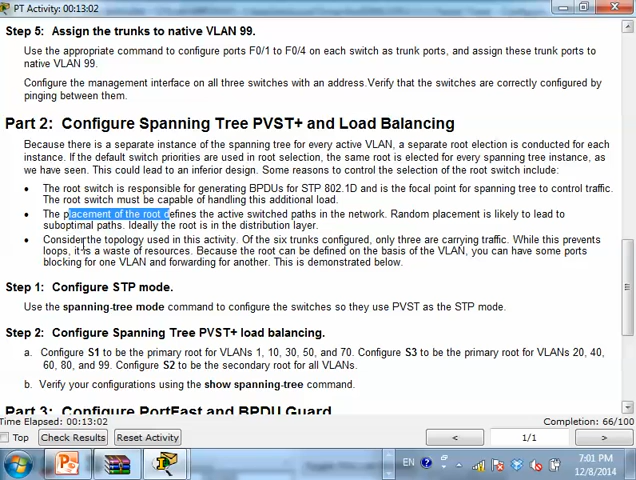 PT Activity: 00:13:02
Step 5: Assign the trunks to native VLAN 99.
Use the appropriate command to configure ports F0/1 to F0/4 on each switch as trunk ports, and assign these trunk ports to
native VLAN 99.
Configure the management interface on all three switches with an address.Verify that the switches are correctly configured by
pinging between them.
Part 2: Configure Spanning Tree PVST+ and Load Balancing
Because there is a separate instance of the spanning tree for every active VLAN, a separate root election is conducted for each
instance. If the default switch priorities are used in root selection, the same root is elected for every spanning tree instance, as
we have seen. This could lead to an inferior design. Some reasons to control the selection of the root switch include:
• The root switch is responsible for generating BPDUs for STP 802.1D and is the focal point for spanning tree to control traffic.
The root switch must be capable of handling this additional load.
• The placement of the root defines the active switched paths in the network. Random placement is likely to lead to
suboptimal paths. Ideally the root is in the distribution layer.
• Consider the topology used in this activity. Of the six trunks configured, only three are carrying traffic. While this prevents
loops, it is a waste of resources. Because the root can be defined on the basis of the VLAN, you can have some ports
blocking for one VLAN and forwarding for another. This is demonstrated below.
Step 1: Configure STP mode.
Use the spanning-tree mode command to configure the switches so they use PVST as the STP mode.
Step 2: Configure Spanning Tree PVST+ load balancing.
a. Configure S1 to be the primary root for VLANs 1, 10, 30, 50, and 70. Configure S3 to be the primary root for VLANs 20, 40,
60, 80, and 99. Configure S2 to be the secondary root for all VLANs.
b. Verify your configurations using the show spanning-tree command.
Part 3: Configure PortFast and BPDU Guard
Time Elapsed: 00:13:02
Completion: 66/100
Top
Check Results
Reset Activity
<
1/1
>
EN
7:01 PM
12/8/2014